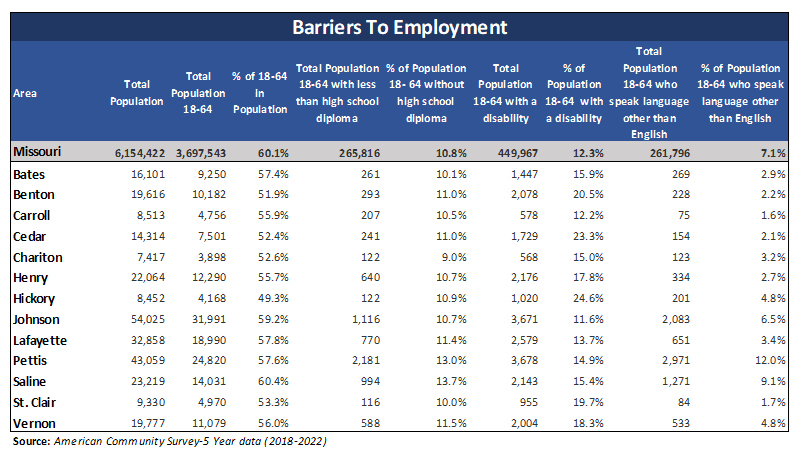 Barriers To Employment
Area Total Population Total Population 18-64 % of 18-64 in Population Total Population 18-64 with less than high school diploma % of Population 18- 64 without high school diploma Total Population 18-64 with a disability % of Population 18-64 with a disability Total Population 18-64 who speak language other than English % of Population 18-64 who speak language other than English
Missouri 6,154,422 3,697,543 60.1% 265,816 10.8% 449,967 12.3% 261,796 7.1%
Bates 16,101 9,250 57.4% 261 10.1% 1,447 15.9% 269 2.9%
Benton 19,616 10,182 51.9% 293 11.0% 2,078 20.5% 228 2.2%
Carroll 8,513 4,756 55.9% 207 10.5% 578 12.2% 75 1.6%
Cedar 14,314 7,501 52.4% 241 11.0% 1,729 23.3% 154 2.1%
Chariton 7,417 3,898 52.6% 122 9.0% 568 15.0% 123 3.2%
Henry 22,064 12,290 55.7% 640 10.7% 2,176 17.8% 334 2.7%
Hickory 8,452 4,168 49.3% 122 10.9% 1,020 24.6% 201 4.8%
Johnson 54,025 31,991 59.2% 1,116 10.7% 3,671 11.6% 2,083 6.5%
Lafayette 32,858 18,990 57.8% 770 11.4% 2,579 13.7% 651 3.4%
Pettis 43,059 24,820 57.6% 2,181 13.0% 3,678 14.9% 2,971 12.0%
Saline 23,219 14,031 60.4% 994 13.7% 2,143 15.4% 1,271 9.1%
St. Clair 9,330 4,970 53.3% 116 10.0% 955 19.7% 84 1.7%
Vernon 19,777 11,079 56.0% 588 11.5% 2,004 18.3% 533 4.8%
Source: American Community Survey-5 Year data (2018-2022)